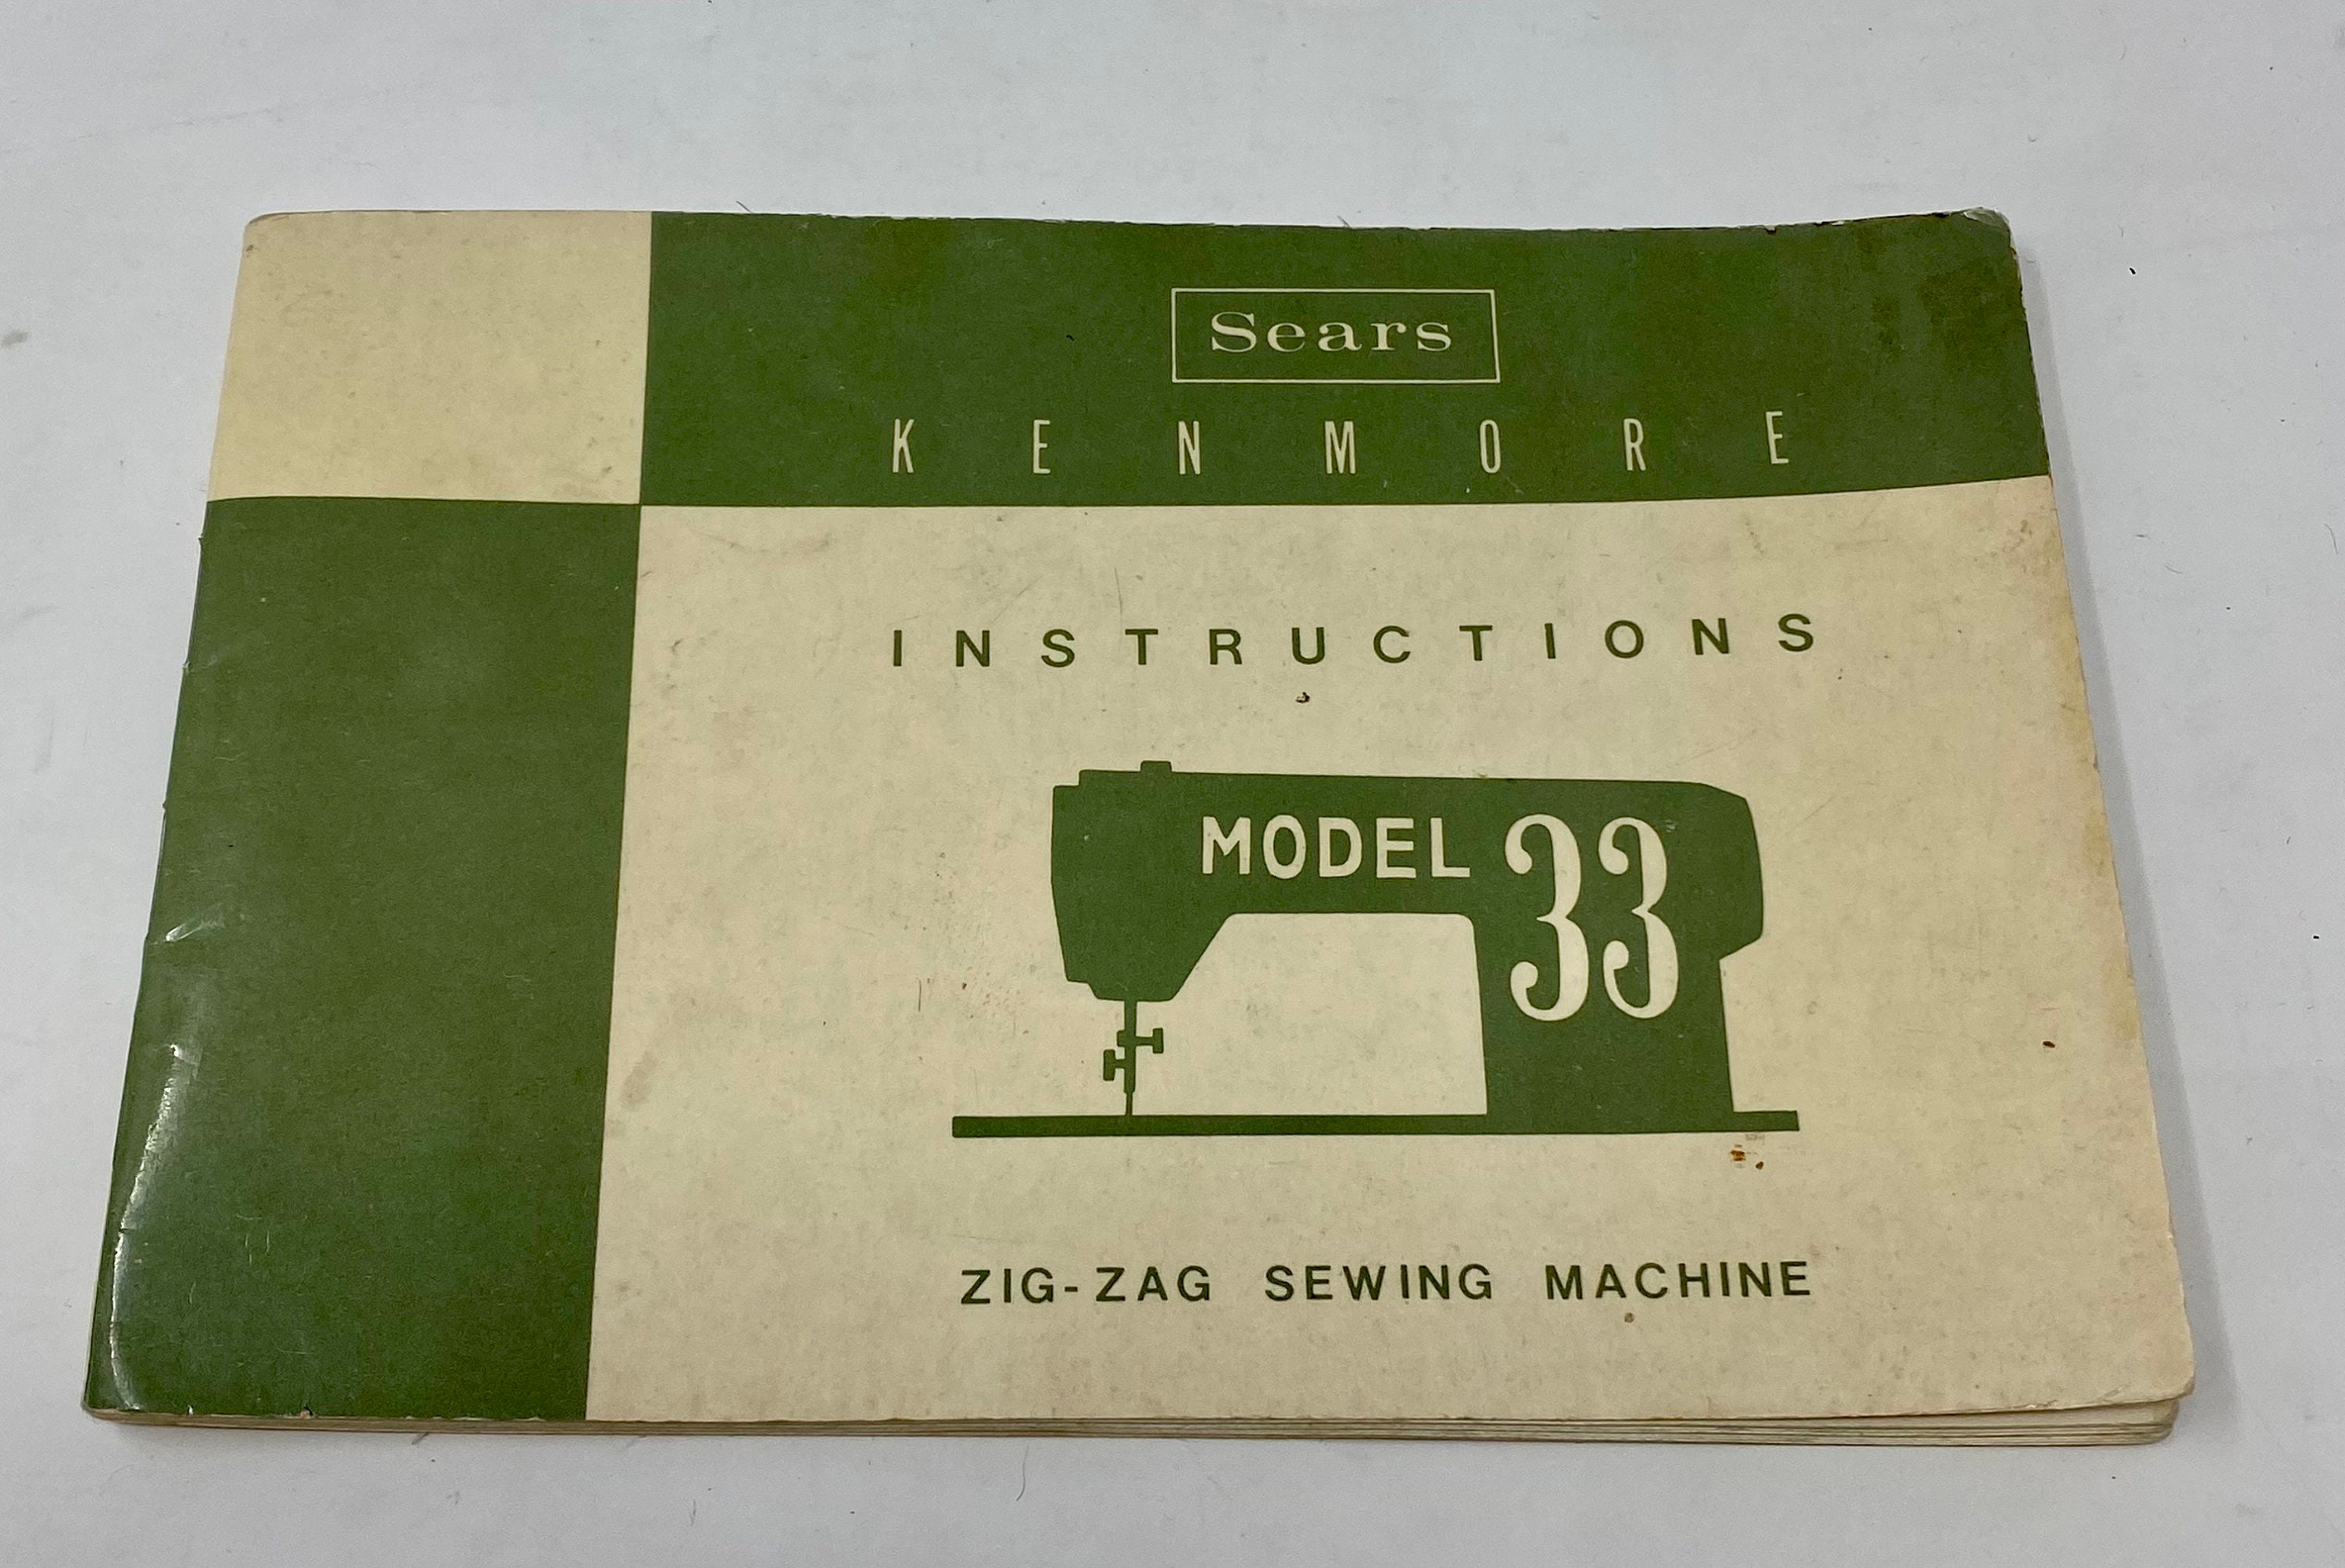 Sears
KENMORE
INSTRUCTIONS
MODEL 33
ZIG-ZAG SEWING MACHINE